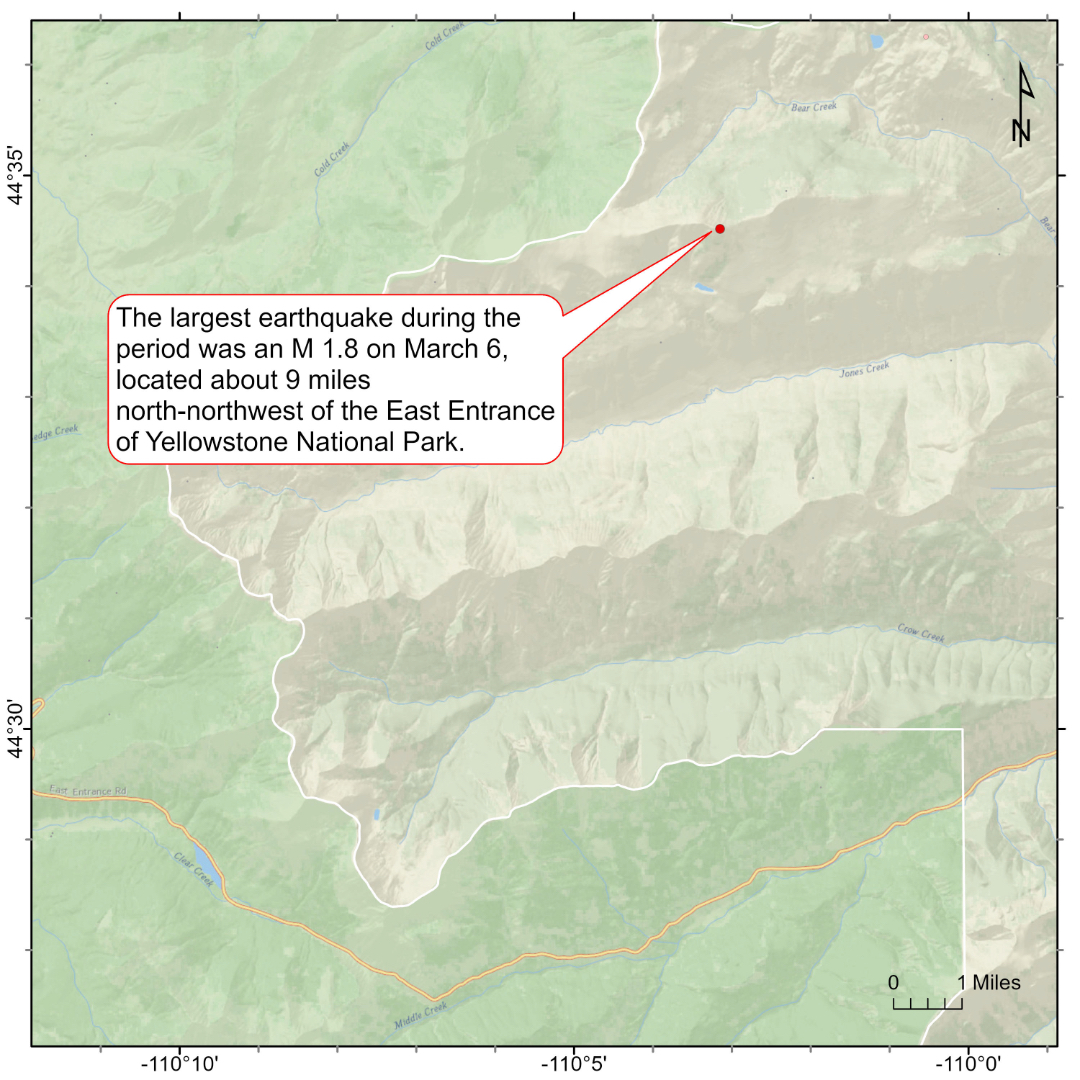 Cold Creek
Bear Creek
N
44°35'
Cold Creek
Bear
The largest earthquake during the
period was an M 1.8 on March 6,
located about 9 miles
north-northwest of the East Entrance
of Yellowstone National Park.
Jones Creek
edge Creek
Crow Creek
44°30'
East Entrance Rd
Clear Creek
0 1 Miles
Middle Creek
-110°10' -110°5' -110°0'